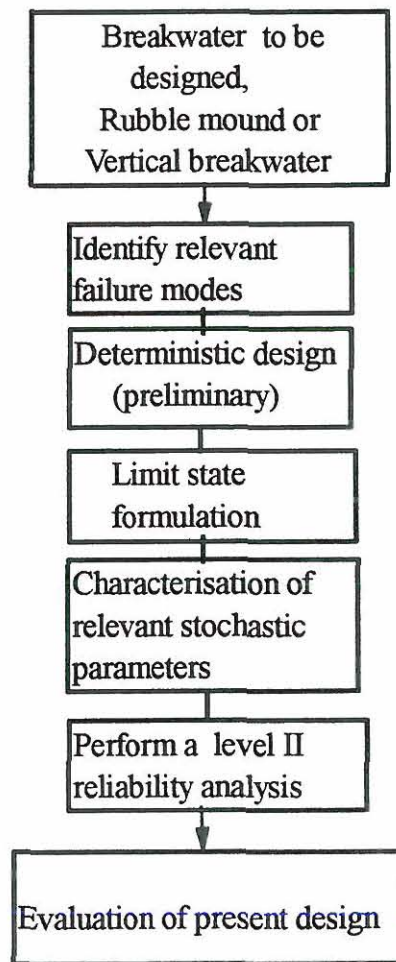 Breakwater to be
designed,
Rubble mound or
Vertical breakwater
Identify relevant
failure modes
Deterministic design
(preliminary)
Limit state
formulation
Characterisation of
relevant stochastic
parameters
Perform a level II
reliability analysis
Evaluation of present design